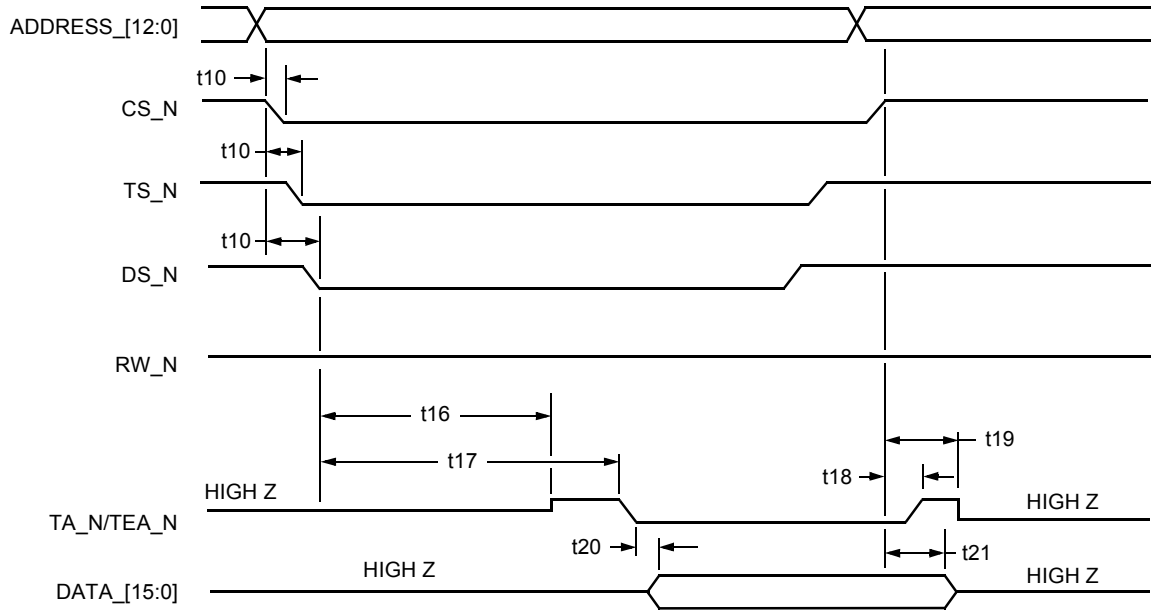 ADDRESS_[12:0]
t10
CS_N
t10
TS_N
t10
DS_N
RW_N
t16
t17
t19
t18
HIGH Z
HIGH Z
TA_N/TEA_N
t20
t21
HIGH Z
HIGH Z
DATA_[15:0]